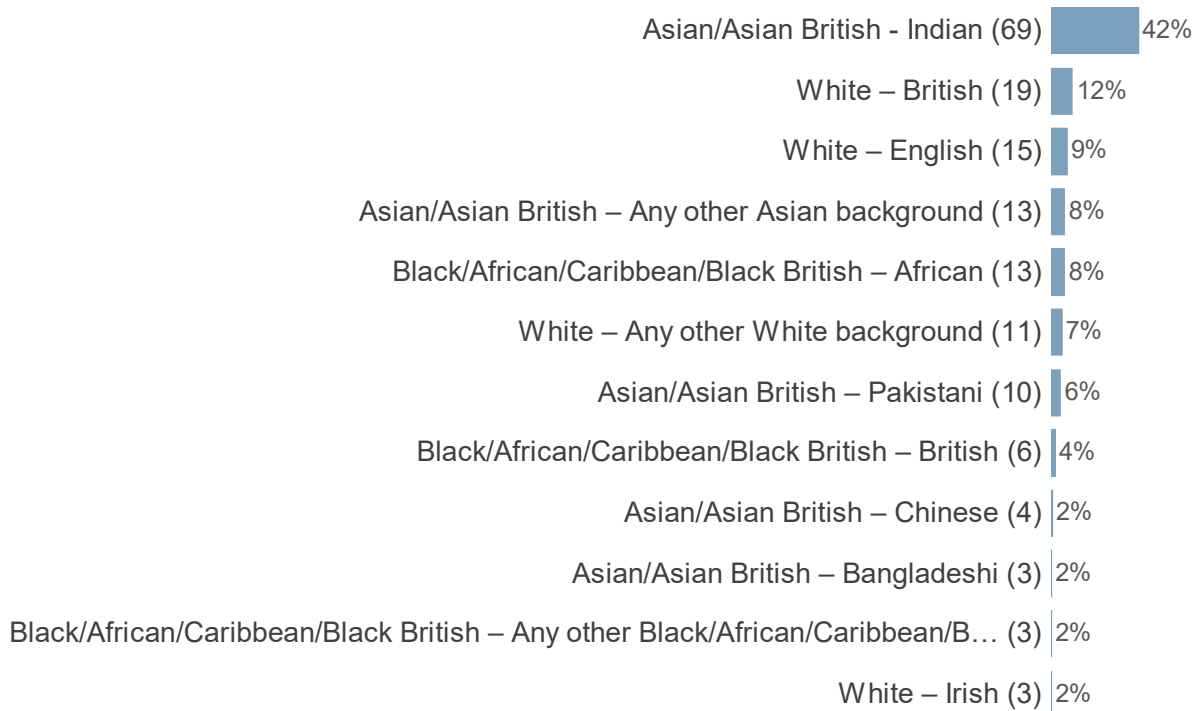 Asian/Asian British - Indian (69) 42%
White – British (19) 12%
White – English (15) 9%
Asian/Asian British – Any other Asian background (13) 8%
Black/African/Caribbean/Black British – African (13) 8%
White – Any other White background (11) 7%
Asian/Asian British – Pakistani (10) 6%
Black/African/Caribbean/Black British – British (6) 4%
Asian/Asian British – Chinese (4) 2%
Asian/Asian British – Bangladeshi (3) 2%
Black/African/Caribbean/Black British – Any other Black/African/Caribbean/B… (3) 2%
White – Irish (3) 2%